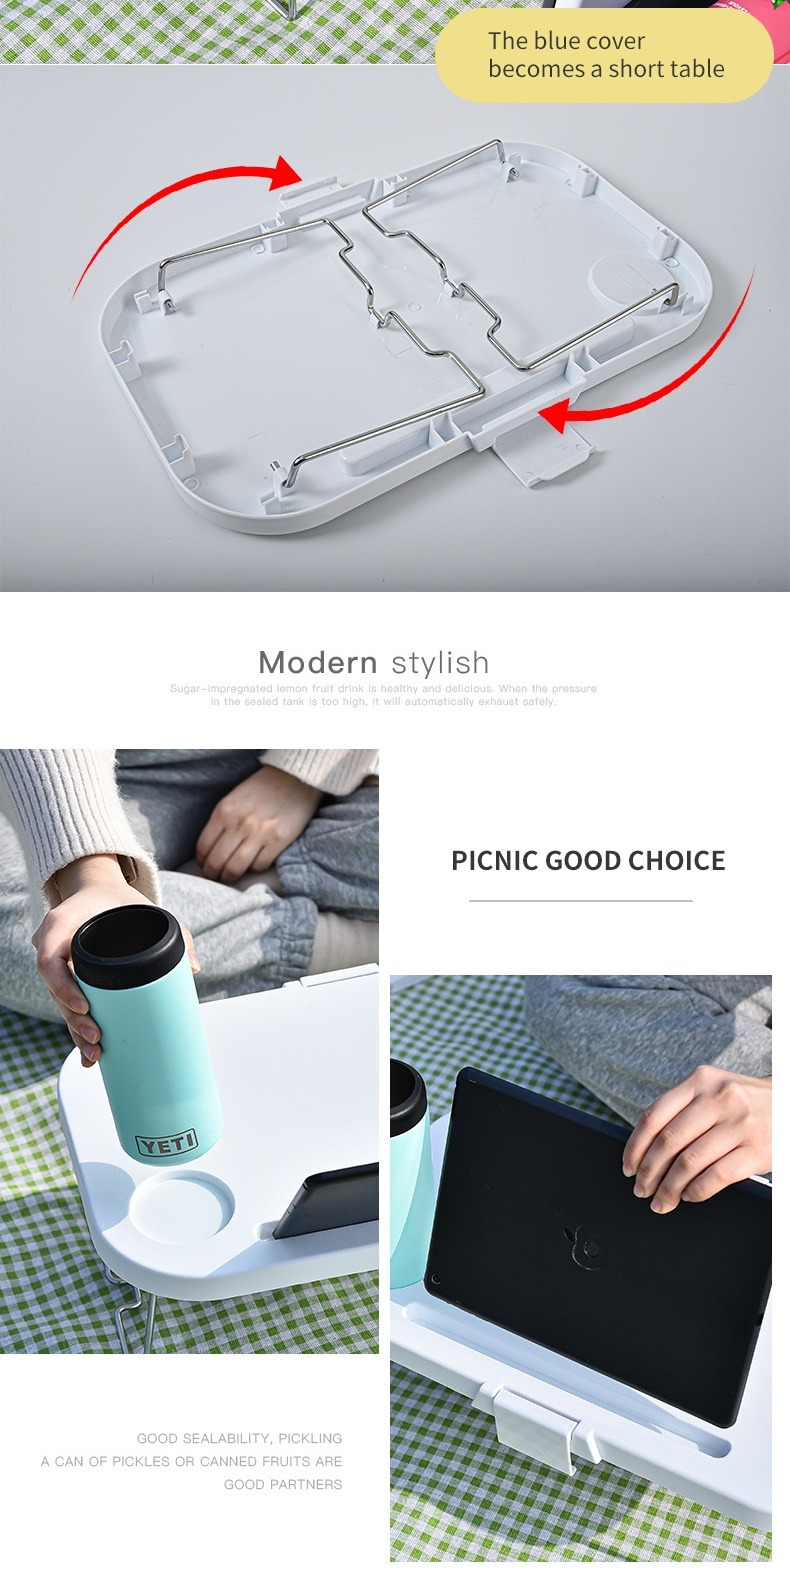 The blue cover
becomes a short table
Modern stylish
Sugar-impregnated lemon fruit drink is healthy and delicious. When the pressure
in the sealed tank is too high, it will automatically exhaust safely.
PICNIC GOOD CHOICE
YETI
GOOD SEALABILITY, PICKLING
A CAN OF PICKLES OR CANNED FRUITS ARE
GOOD PARTNERS